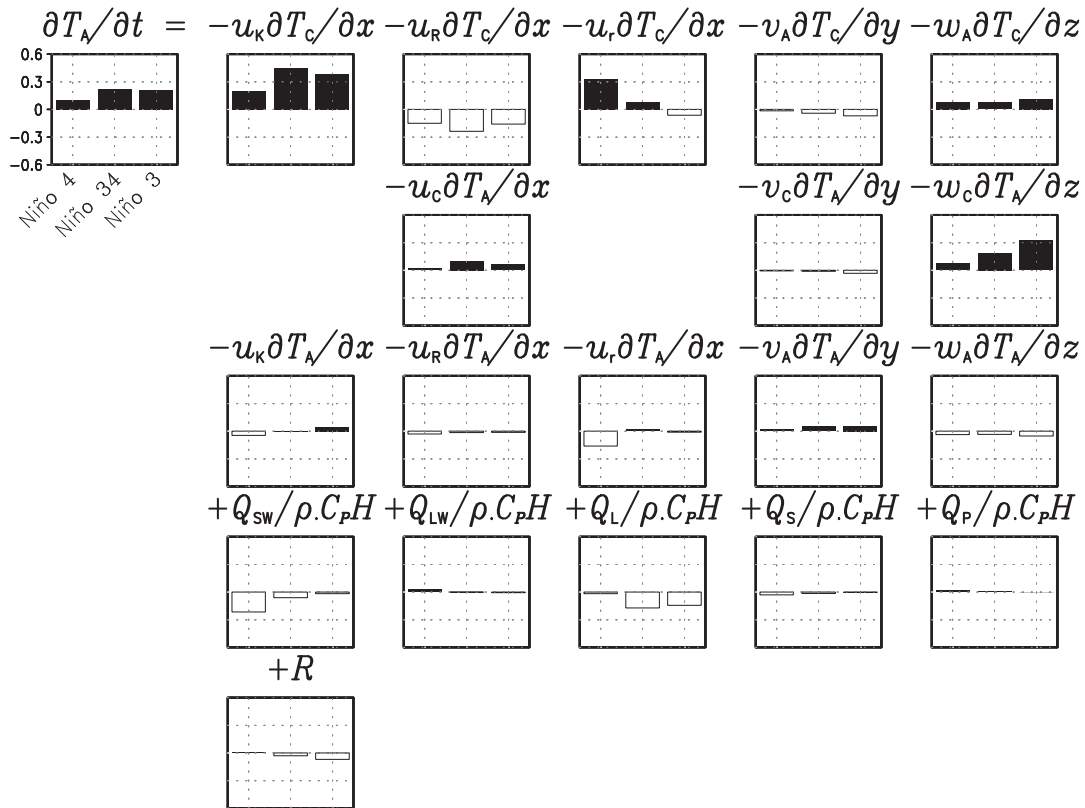 ∂T_A/∂t = −u_K∂T_C/∂x −u_R∂T_C/∂x −u_r∂T_C/∂x −v_A∂T_C/∂y −w_A∂T_C/∂z
0.6
0.3
0
−0.3
−0.6
Niño 4 Niño 34 Niño 3
−u_C∂T_A/∂x −v_C∂T_A/∂y −w_C∂T_A/∂z
−u_K∂T_A/∂x −u_R∂T_A/∂x −u_r∂T_A/∂x −v_A∂T_A/∂y −w_A∂T_A/∂z
+Q_SW/ρ.C_PH +Q_LW/ρ.C_PH +Q_L/ρ.C_PH +Q_S/ρ.C_PH +Q_P/ρ.C_PH
+R